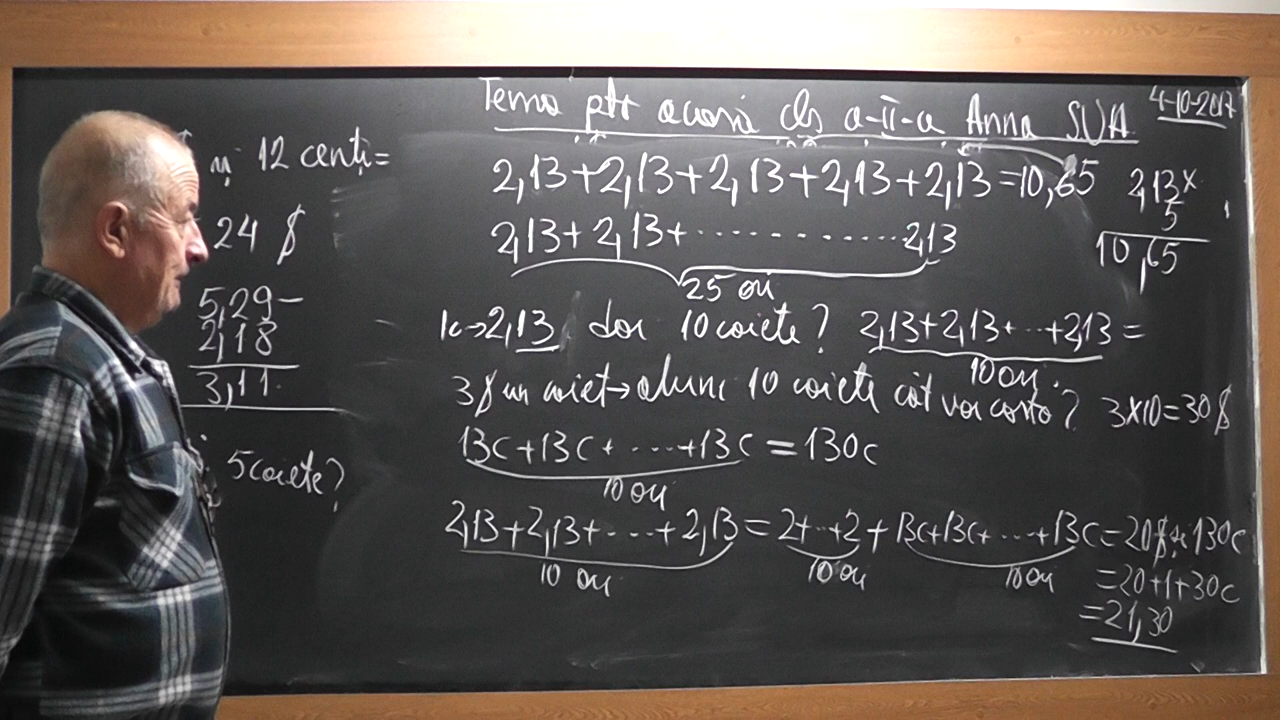 Tema ptr acasă cls a-II-a Anna SUA
4-10-2017
12 cenți=
24 $
5,29-
2,18
3,11
5 caiete?
2,13+2,13+2,13+2,13+2,13=10,65
2,13x
5
10,65
2,13+2,13+..............2,13
25 ori
1c→2,13 dar 10 caiete? 2,13+2,13+...+2,13=
10 ori
3$ un caiet→atunci 10 caiete cât vor costa? 3x10=30$
13c+13c+....+13c=130c
10 ori
2,13+2,13+....+2,13=2+..+2+13c+13c+...+13c=20$ și 130c
10 ori 10 ori 10 ori
=20+1+30c
=21,30